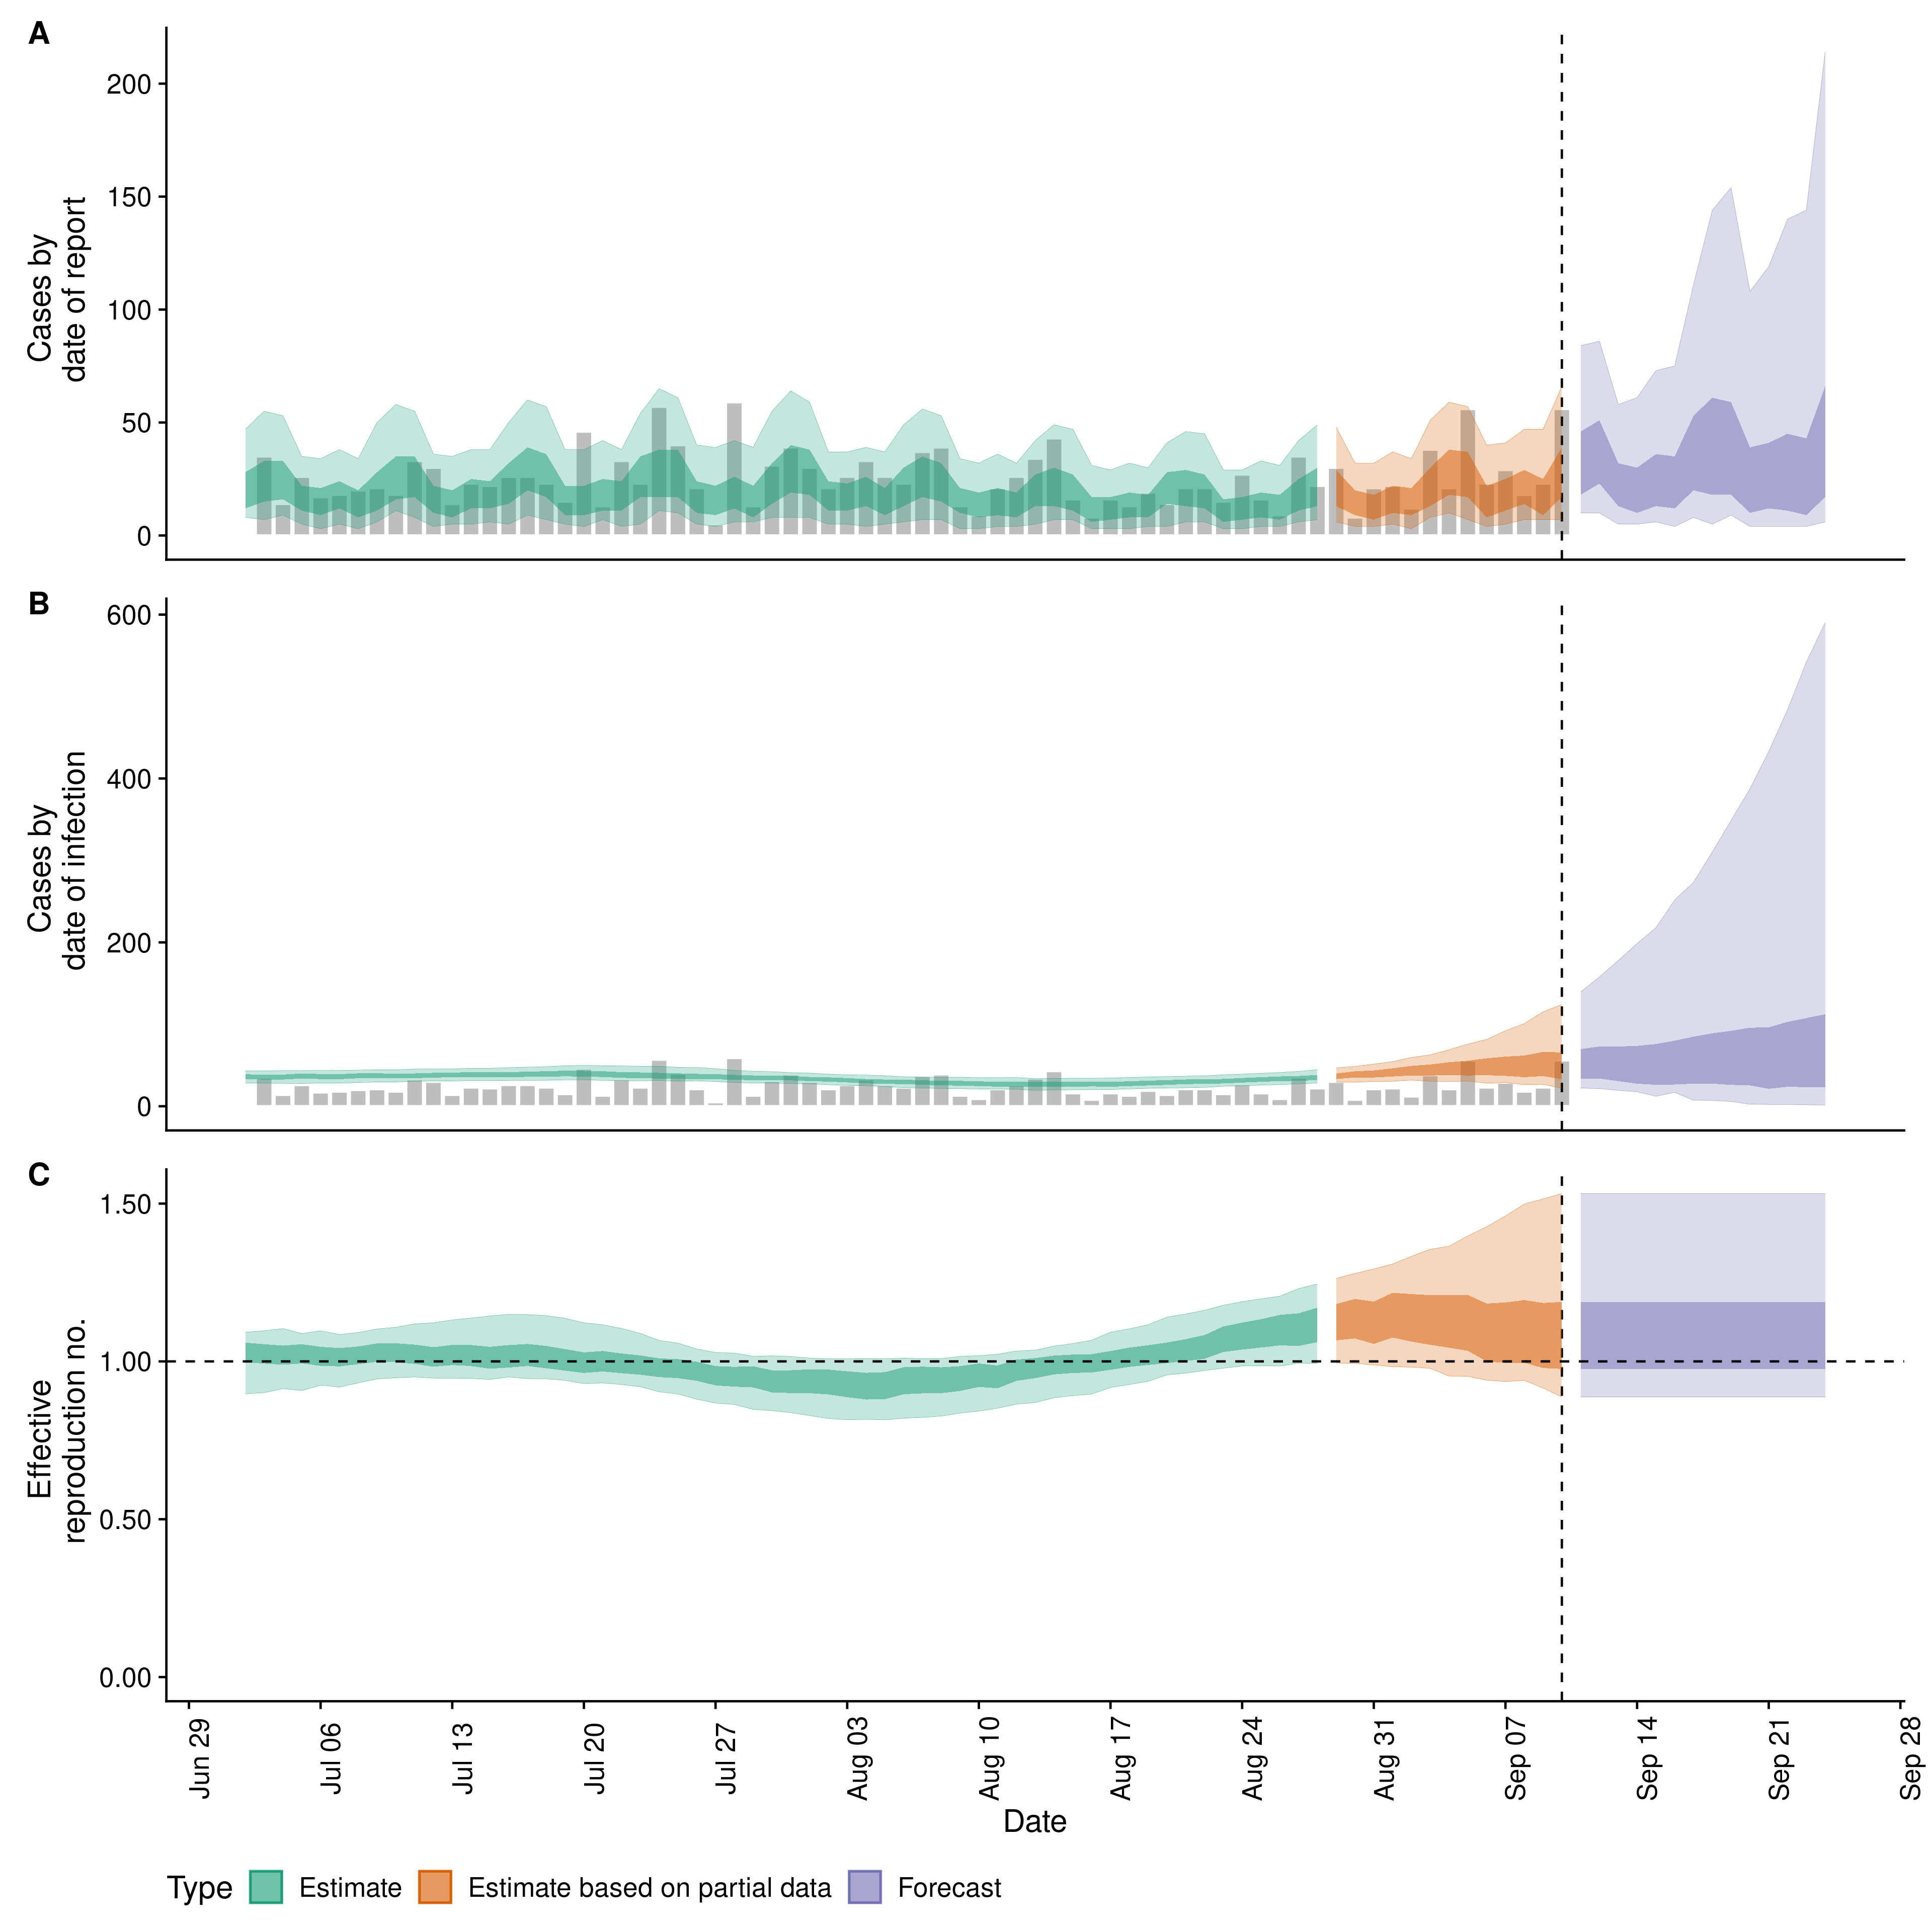 A
200
150
100
50
0
Cases by
date of report
B
600
400
200
0
Cases by
date of infection
C
1.50
1.00
0.50
0.00
Effective
reproduction no.
Jun 29
Jul 06
Jul 13
Jul 20
Jul 27
Aug 03
Aug 10
Aug 17
Aug 24
Aug 31
Sep 07
Sep 14
Sep 21
Sep 28
Date
Type Estimate Estimate based on partial data Forecast